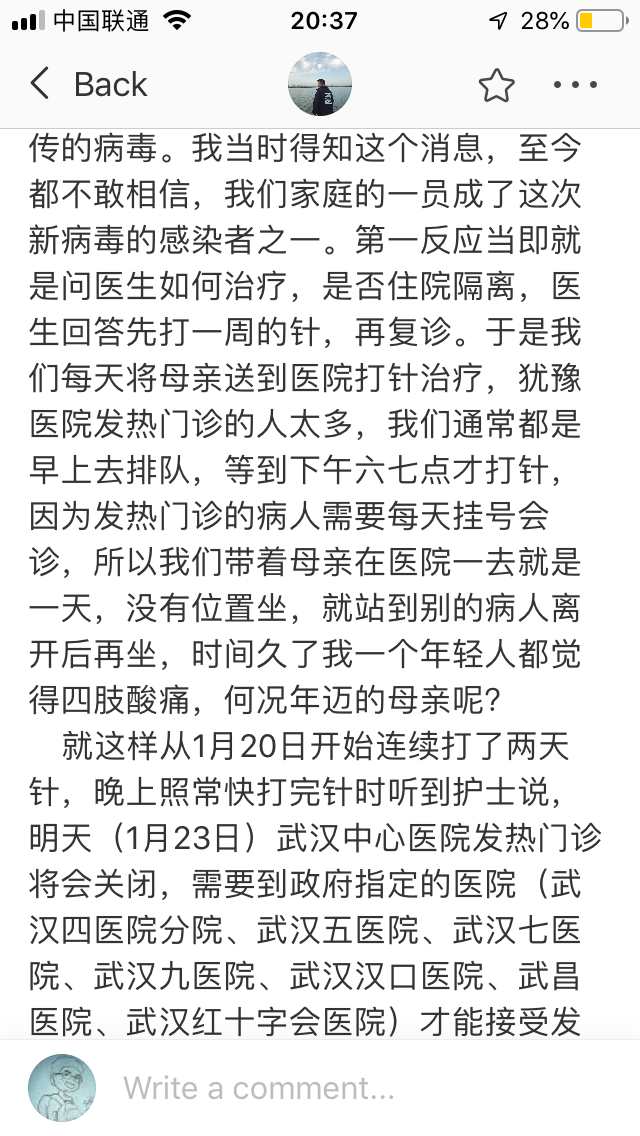 中国联通 20:37 28%
Back
传的病毒。我当时得知这个消息，至今
都不敢相信，我们家庭的一员成了这次
新病毒的感染者之一。第一反应当即就
是问医生如何治疗，是否住院隔离，医
生回答先打一周的针，再复诊。于是我
们每天将母亲送到医院打针治疗，犹豫
医院发热门诊的人太多，我们通常都是
早上去排队，等到下午六七点才打针，
因为发热门诊的病人需要每天挂号会
诊，所以我们带着母亲在医院一去就是
一天，没有位置坐，就站到别的病人离
开后再坐，时间久了我一个年轻人都觉
得四肢酸痛，何况年迈的母亲呢？
就这样从1月20日开始连续打了两天
针，晚上照常快打完针时听到护士说，
明天（1月23日）武汉中心医院发热门诊
将会关闭，需要到政府指定的医院（武
汉四医院分院、武汉五医院、武汉七医
院、武汉九医院、武汉汉口医院、武昌
医院、武汉红十字会医院）才能接受发
Write a comment...